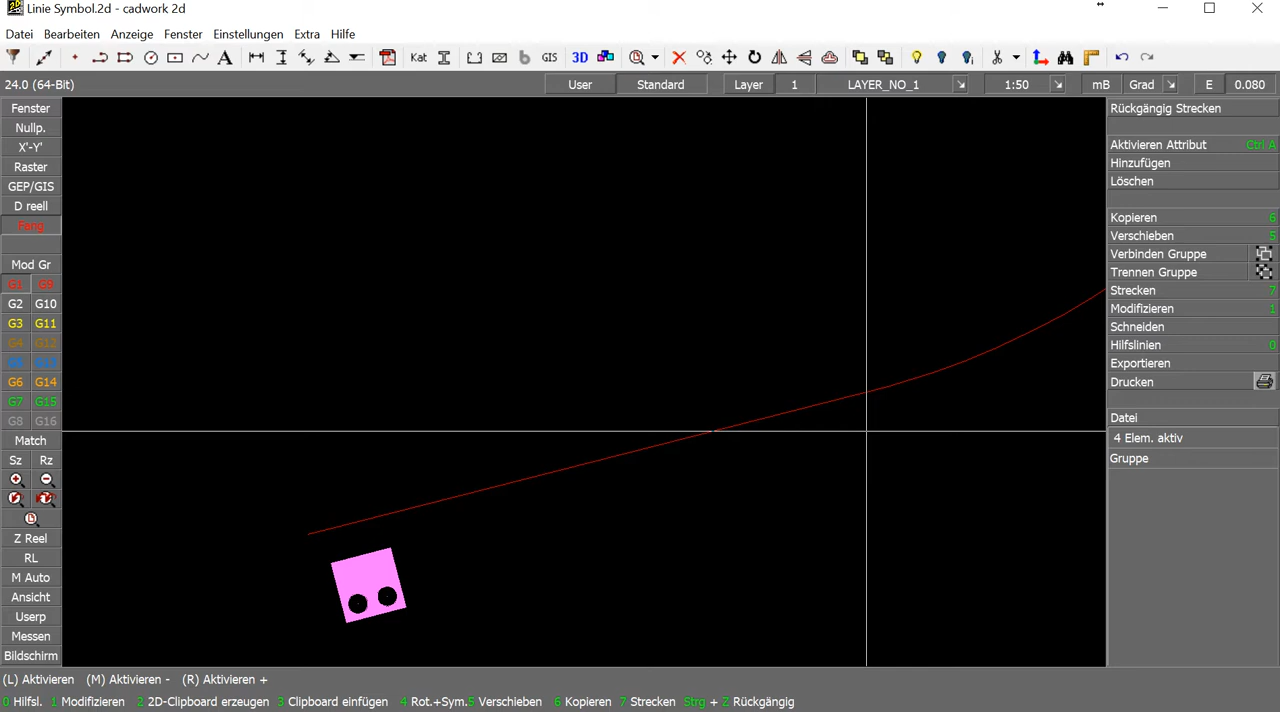 Linie Symbol.2d - cadwork 2d
Datei Bearbeiten Anzeige Fenster Einstellungen Extra Hilfe
Kat GIS 3D
24.0 (64-Bit) User Standard Layer 1 LAYER_NO_1 1:50 mB Grad E 0.080
Fenster
Nullp.
X'-Y'
Raster
GEP/GIS
D reell
Fang
Mod Gr
G1 G9
G2 G10
G3 G11
G4 G12
G5 G13
G6 G14
G7 G15
G8 G16
Match
Sz Rz
Z Reel
RL
M Auto
Ansicht
Userp
Messen
Bildschirm
Rückgängig Strecken
Aktivieren Attribut Ctrl A
Hinzufügen
Löschen
Kopieren 6
Verschieben 5
Verbinden Gruppe
Trennen Gruppe
Strecken 7
Modifizieren 1
Schneiden
Hilfslinien 0
Exportieren
Drucken
Datei
4 Elem. aktiv
Gruppe
(L) Aktivieren (M) Aktivieren - (R) Aktivieren +
0 Hilfsl. 1 Modifizieren 2 2D-Clipboard erzeugen 3 Clipboard einfügen 4 Rot.+Sym. 5 Verschieben 6 Kopieren 7 Strecken Strg + Z Rückgängig